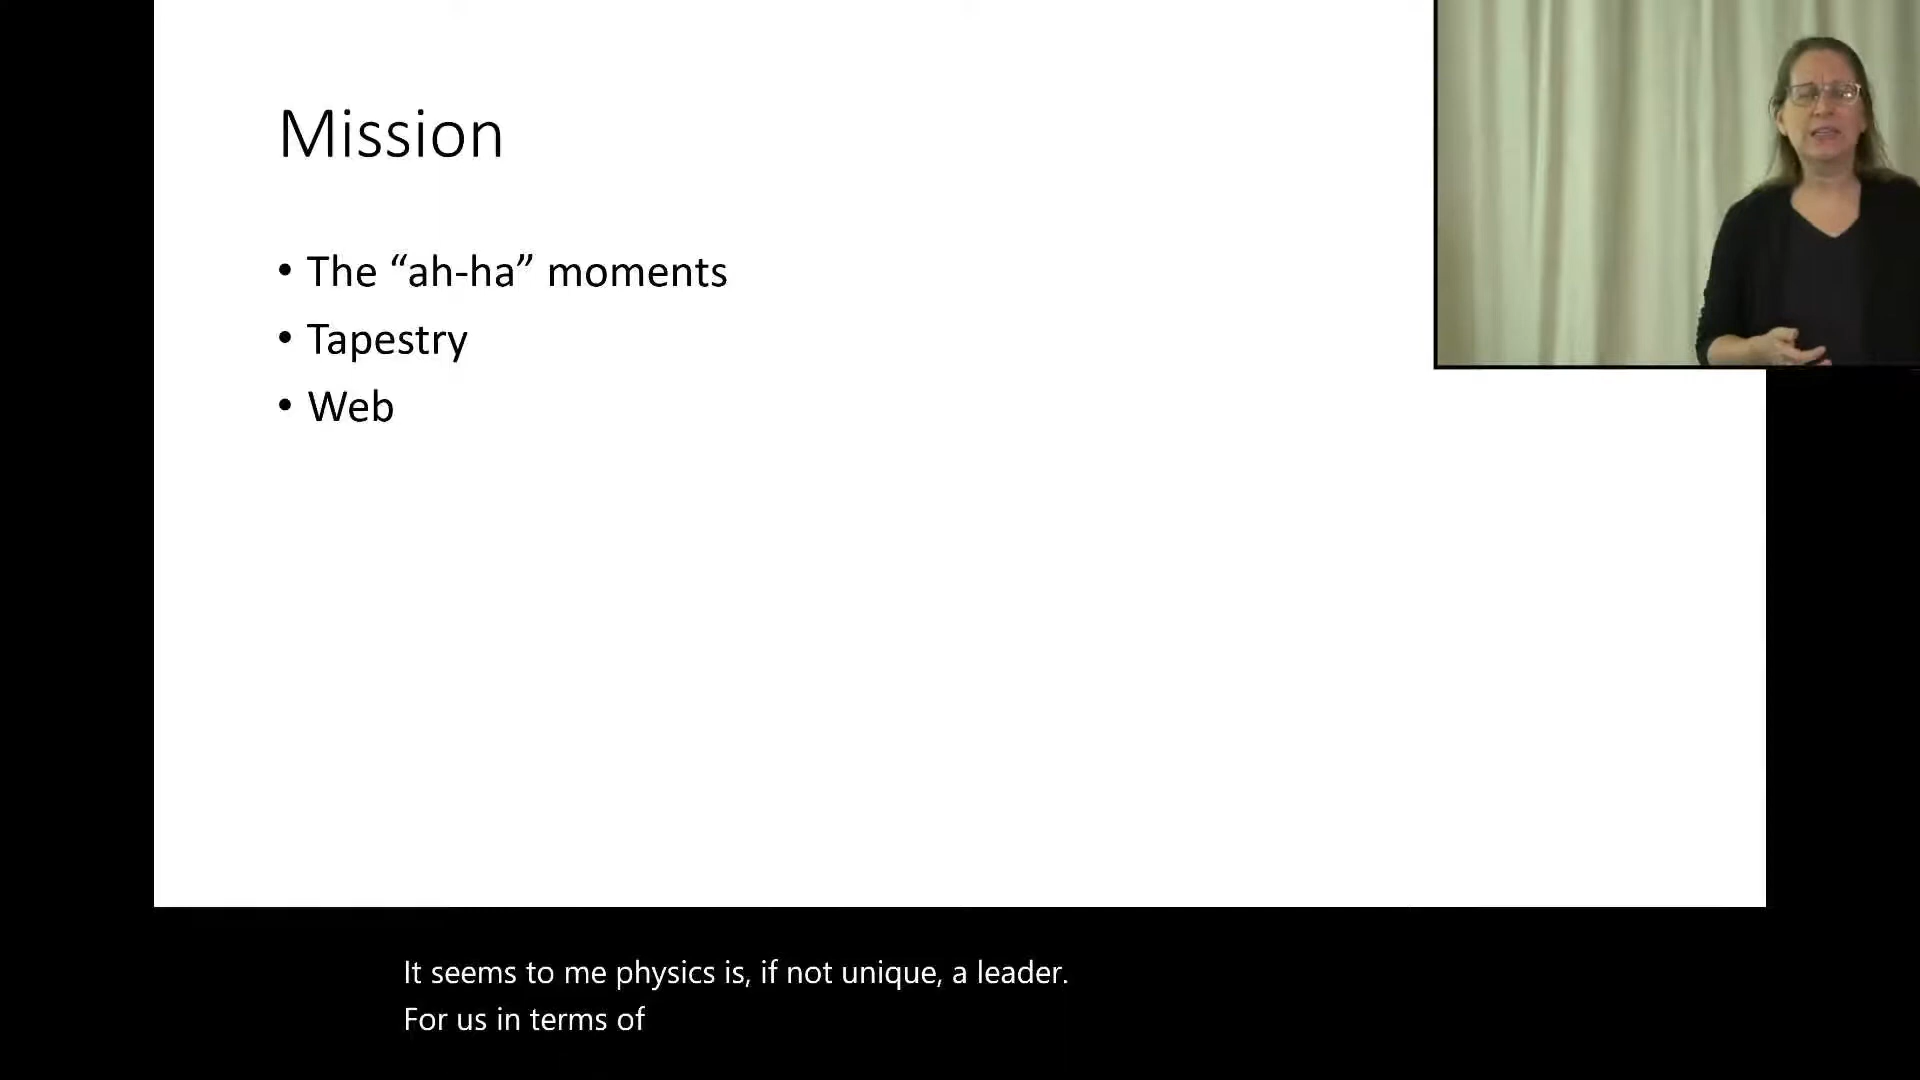 Mission
• The “ah-ha” moments
• Tapestry
• Web
It seems to me physics is, if not unique, a leader.
For us in terms of